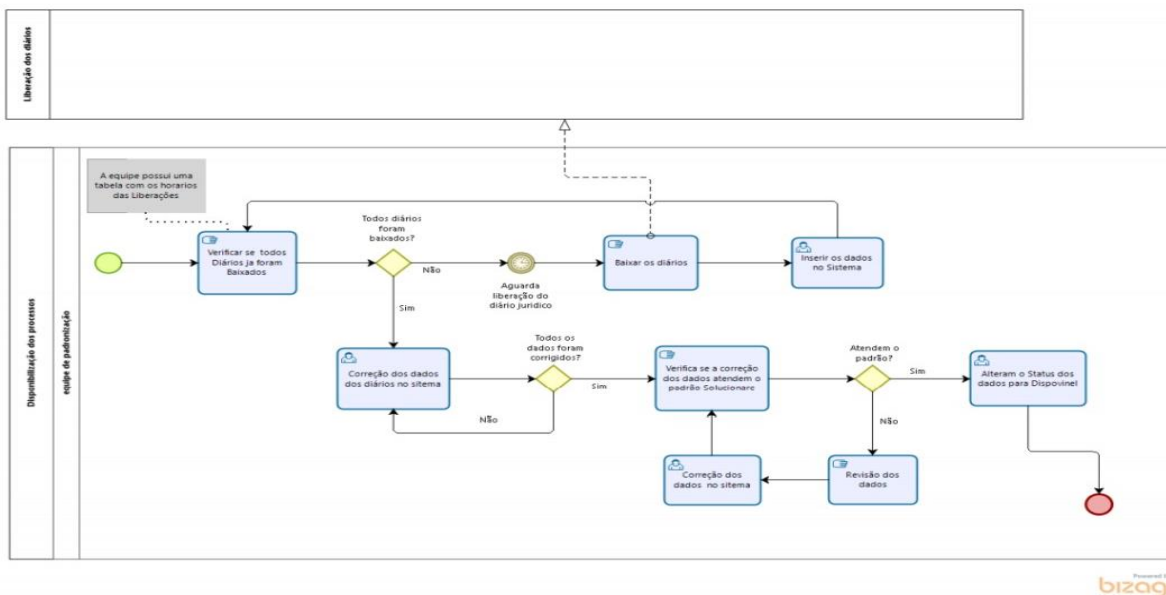 Liberação dos diários
Disponibilização dos processos
equipe de padronização
A equipe possui uma
tabela com os horarios
das Liberações
Verificar se todos
Diários ja foram
Baixados
Todos diários
foram
baixados?
Não
Sim
Aguarda
liberação do
diário juridico
Baixar os diários
Inserir os dados
no Sistema
Correção dos dados
dos diários no sitema
Todos os
dados foram
corrigidos?
Sim
Não
Verifica se a correção
dos dados atendem o
padrão Solucionare
Atendem o
padrão?
Sim
Não
Alteram o Status dos
dados para Dispovinel
Revisão dos
dados
Correção dos
dados no sitema
Powered
bizag